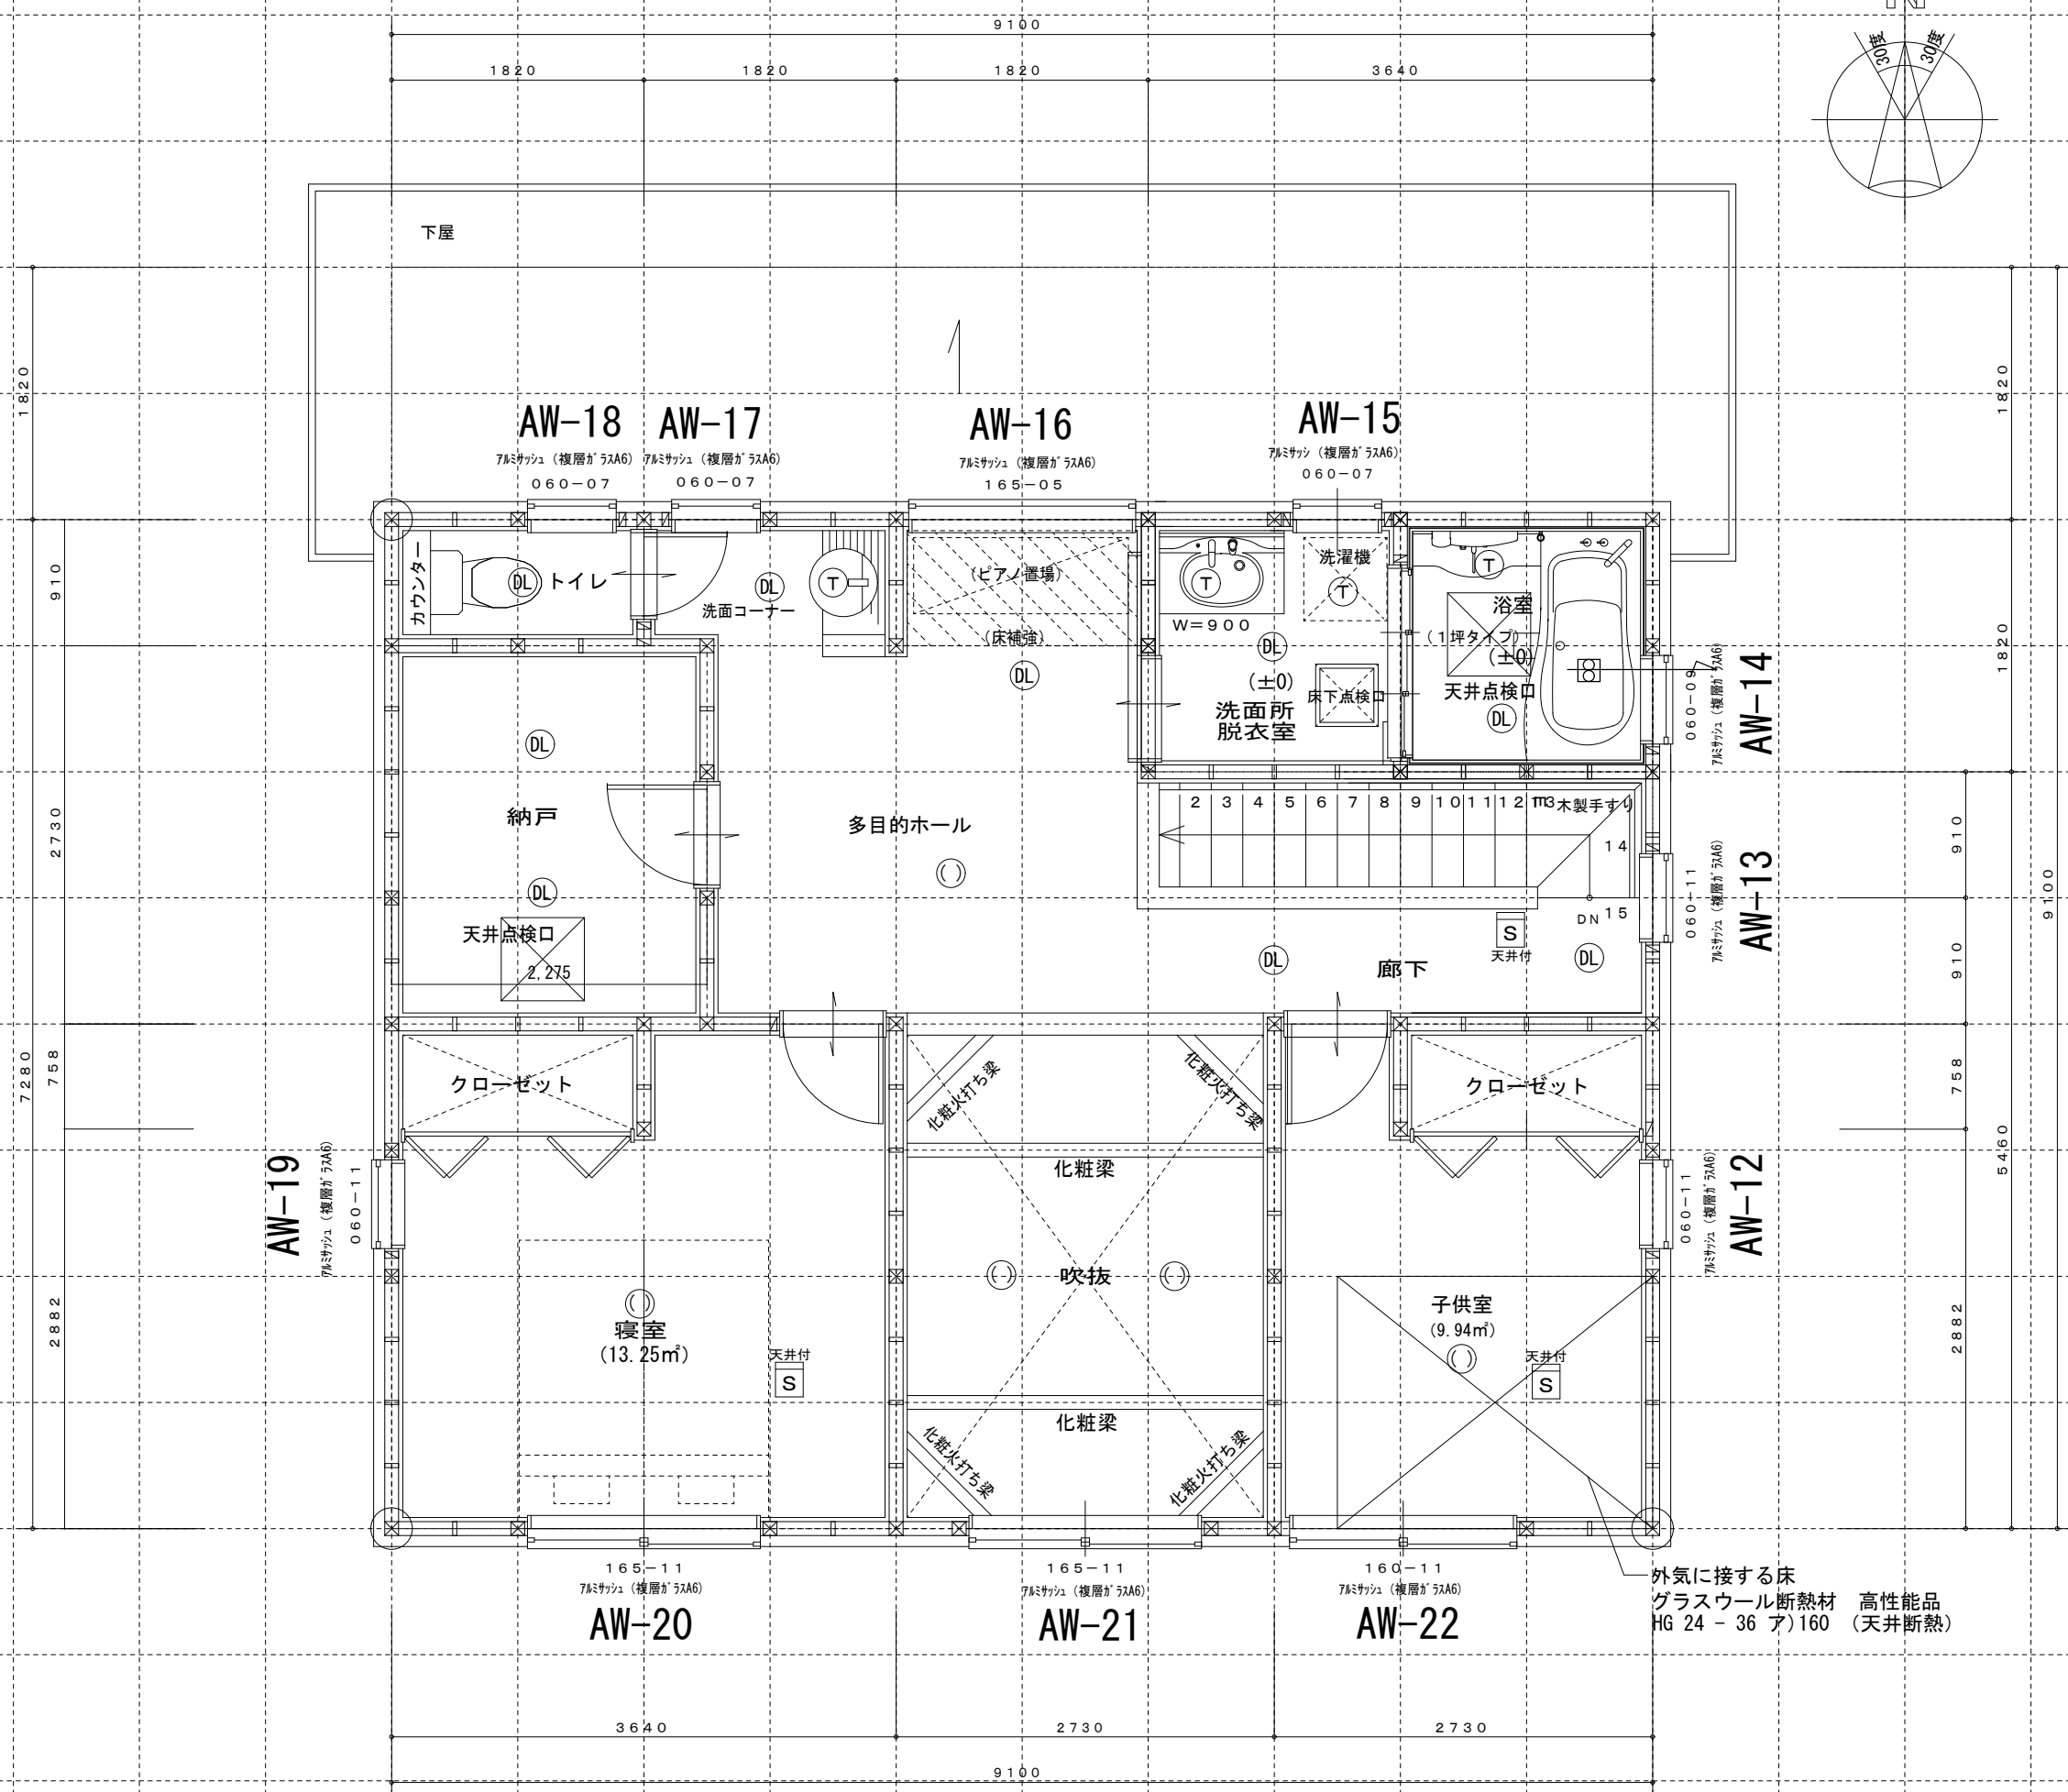 N
30度
30度
9100
1820
1820
1820
3640
下屋
1820
1820
AW-18
AW-17
AW-16
AW-15
ｱﾙﾐｻｯｼｭ（複層ｶﾞﾗｽA6）
ｱﾙﾐｻｯｼｭ（複層ｶﾞﾗｽA6）
ｱﾙﾐｻｯｼｭ（複層ｶﾞﾗｽA6）
ｱﾙﾐｻｯｼ（複層ｶﾞﾗｽA6）
060-07
060-07
165-05
060-07
910
カウンター
DL
トイレ
DL
洗面コーナー
T
（ピアノ置場）
（床補強）
DL
T
W=900
洗濯機
T
DL
（±0）
洗面所
脱衣室
床下点検口
T
浴室
（1坪タイプ）
（±0）
天井点検口
DL
060-09
ｱﾙﾐｻｯｼｭ（複層ｶﾞﾗｽA6）
AW-14
1820
DL
納戸
DL
天井点検口
2,275
2730
多目的ホール
2 3 4 5 6 7 8 9 10 11 12 13
木製手すり
14
DN 15
S
天井付
DL
DL
廊下
060-11
ｱﾙﾐｻｯｼｭ（複層ｶﾞﾗｽA6）
AW-13
910
910
9100
7280
758
クローゼット
化粧火打ち梁
化粧火打ち梁
クローゼット
758
5460
化粧梁
AW-19
ｱﾙﾐｻｯｼｭ（複層ｶﾞﾗｽA6）
060-11
060-11
ｱﾙﾐｻｯｼｭ（複層ｶﾞﾗｽA6）
AW-12
2882
寝室
（13.25㎡）
天井付
S
吹抜
子供室
（9.94㎡）
天井付
S
2882
化粧梁
化粧火打ち梁
化粧火打ち梁
165-11
165-11
160-11
ｱﾙﾐｻｯｼｭ（複層ｶﾞﾗｽA6）
ｱﾙﾐｻｯｼｭ（複層ｶﾞﾗｽA6）
ｱﾙﾐｻｯｼｭ（複層ｶﾞﾗｽA6）
AW-20
AW-21
AW-22
外気に接する床
グラスウール断熱材　高性能品
HG 24 - 36 ア)160　（天井断熱）
3640
2730
2730
9100